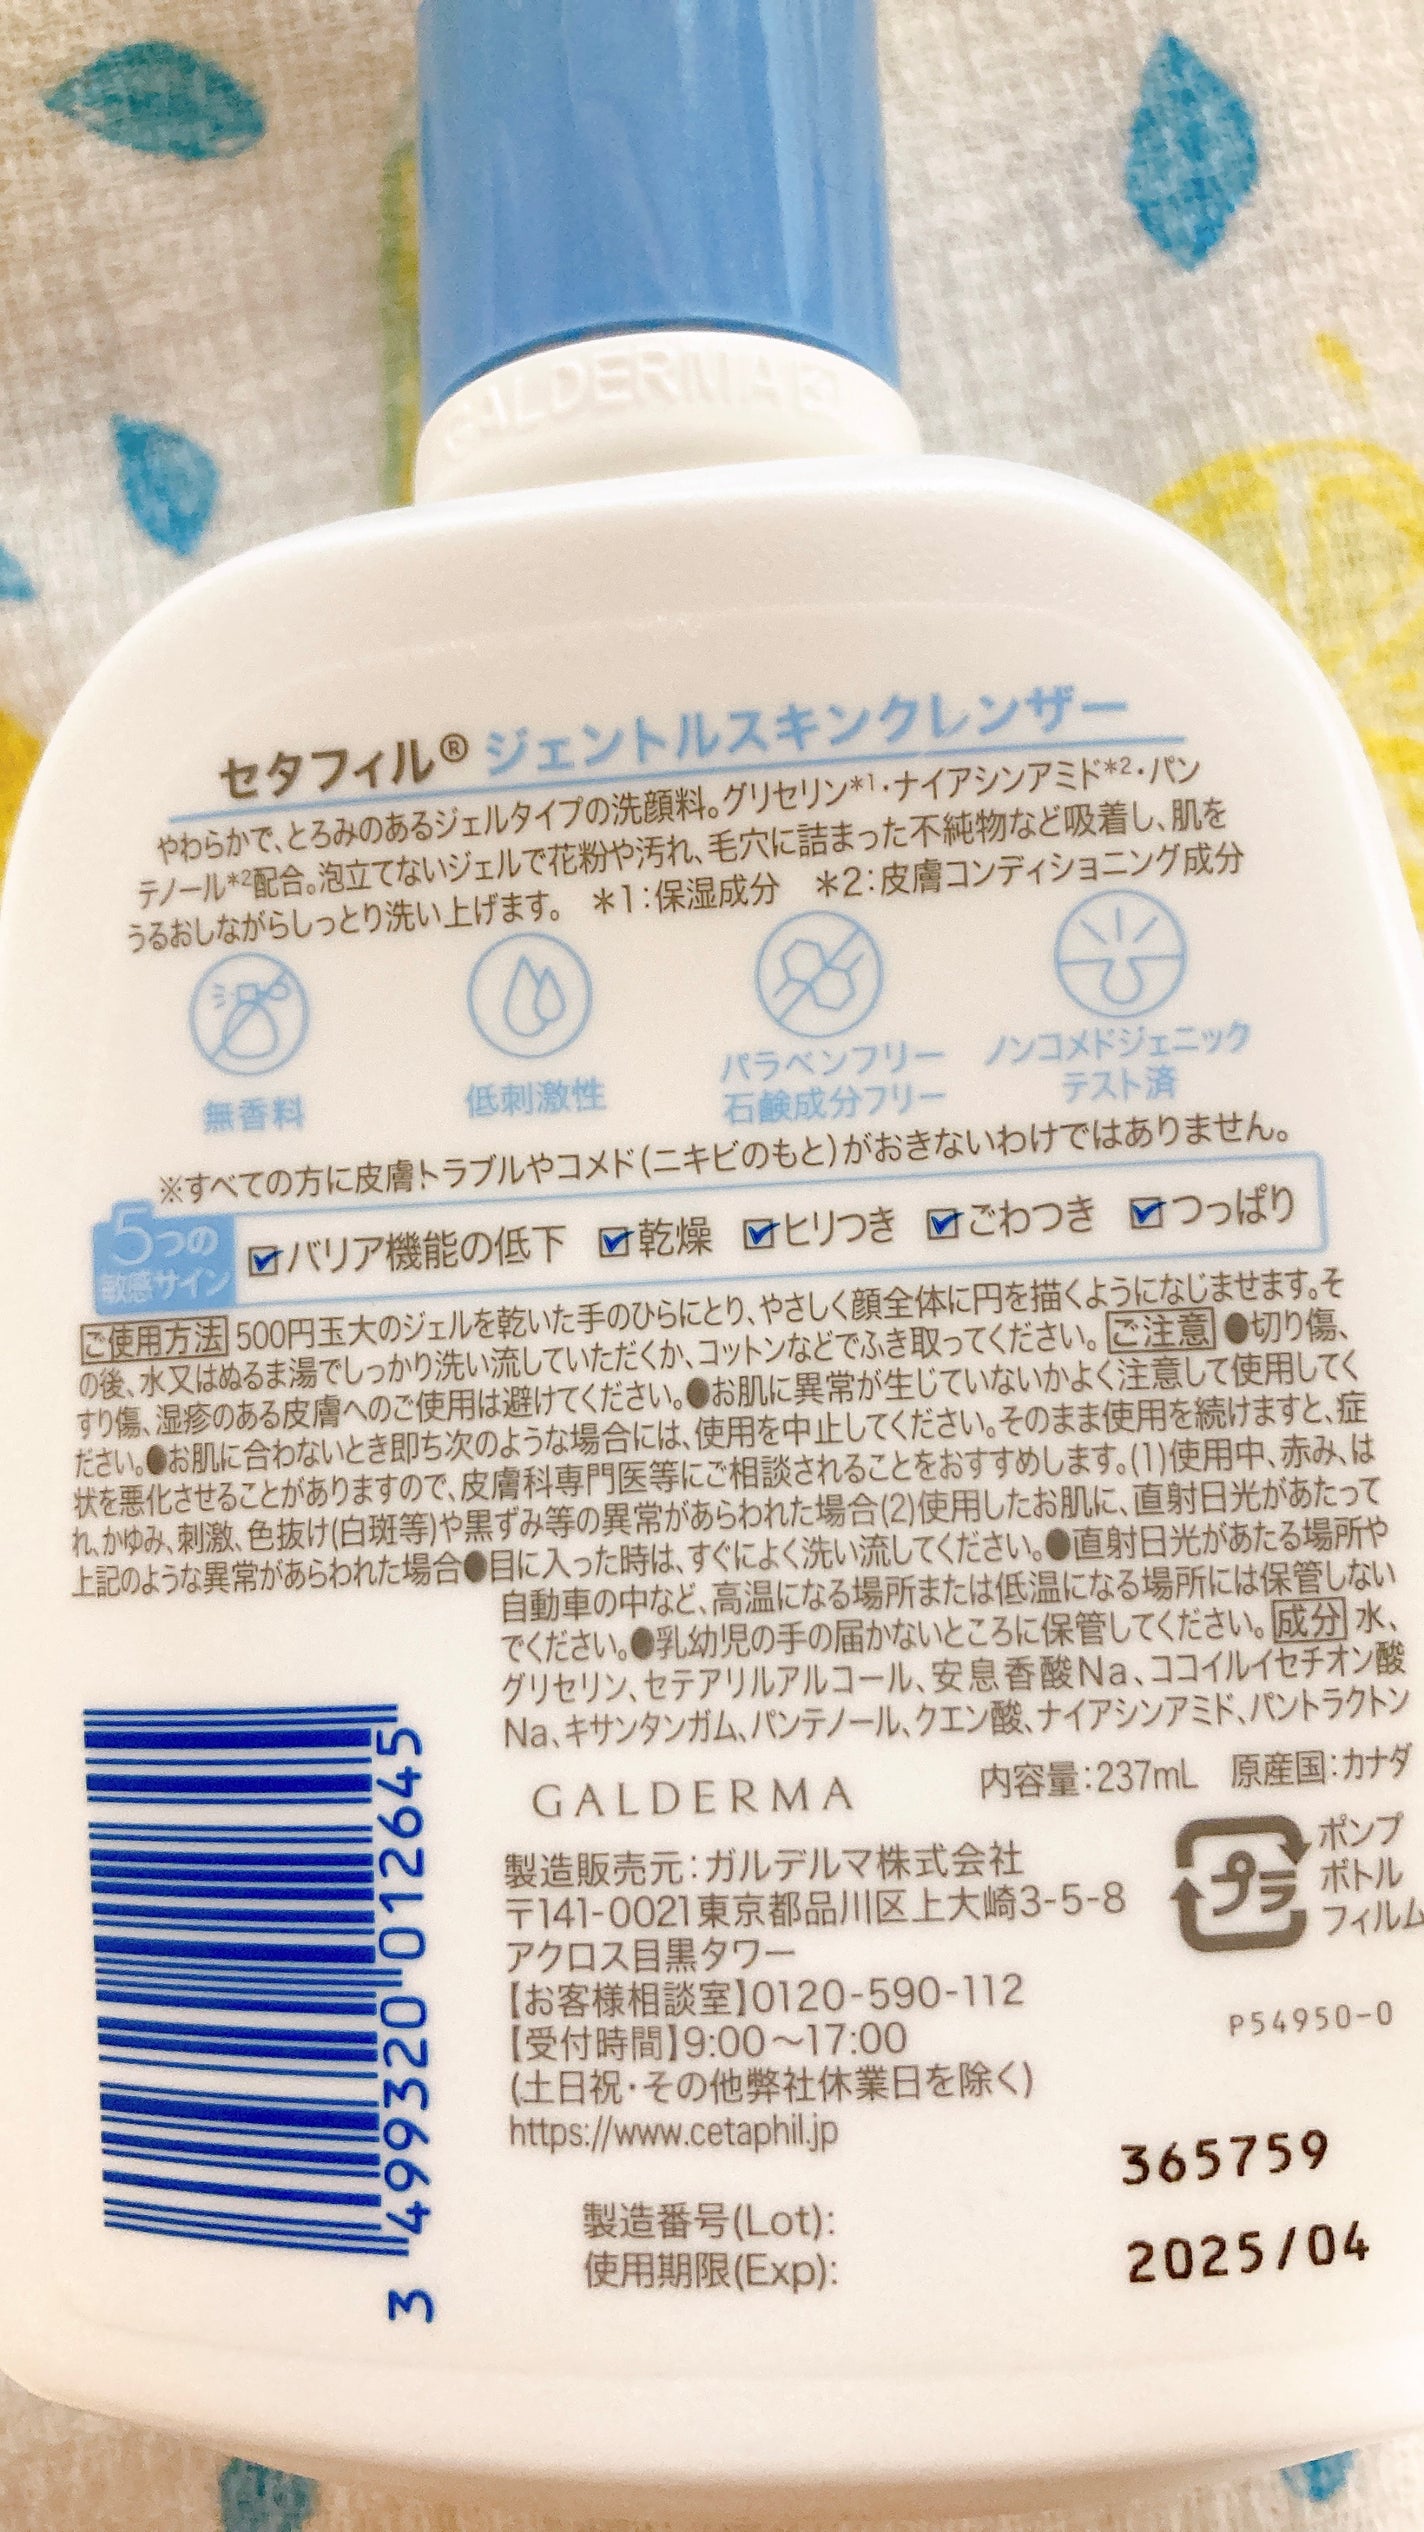 GALDERMA
セタフィル® ジェントルスキンクレンザー
やわらかで、とろみのあるジェルタイプの洗顔料。グリセリン*1・ナイアシンアミド*2・パン
テノール*2配合。泡立てないジェルで花粉や汚れ、毛穴に詰まった不純物など吸着し、肌を
うるおしながらしっとり洗い上げます。 *1:保湿成分 *2:皮膚コンディショニング成分
無香料
低刺激性
パラベンフリー
石鹸成分フリー
ノンコメドジェニック
テスト済
※すべての方に皮膚トラブルやコメド(ニキビのもと)がおきないわけではありません。
5つの
敏感サイン
☑バリア機能の低下 ☑乾燥 ☑ヒリつき ☑ごわつき ☑つっぱり
ご使用方法 500円玉大のジェルを乾いた手のひらにとり、やさしく顔全体に円を描くようになじませます。そ
の後、水又はぬるま湯でしっかり洗い流していただくか、コットンなどでふき取ってください。 ご注意 ●切り傷、
すり傷、湿疹のある皮膚へのご使用は避けてください。●お肌に異常が生じていないかよく注意して使用してく
ださい。●お肌に合わないとき即ち次のような場合には、使用を中止してください。そのまま使用を続けますと、症
状を悪化させることがありますので、皮膚科専門医等にご相談されることをおすすめします。(1)使用中、赤み、は
れ、かゆみ、刺激、色抜け(白斑等)や黒ずみ等の異常があらわれた場合(2)使用したお肌に、直射日光があたって
上記のような異常があらわれた場合●目に入った時は、すぐによく洗い流してください。●直射日光があたる場所や
自動車の中など、高温になる場所または低温になる場所には保管しない
でください。●乳幼児の手の届かないところに保管してください。 成分 水、
グリセリン、セテアリルアルコール、安息香酸Na、ココイルイセチオン酸
Na、キサンタンガム、パンテノール、クエン酸、ナイアシンアミド、パントラクトン
GALDERMA
内容量:237mL 原産国:カナダ
製造販売元:ガルデルマ株式会社
〒141-0021東京都品川区上大崎3-5-8
アクロス目黒タワー
【お客様相談室】0120-590-112
【受付時間】9:00～17:00
(土日祝・その他弊社休業日を除く)
https://www.cetaphil.jp
プラ
ポンプ
ボトル
フィルム
P54950-0
3 499320 012645
製造番号(Lot): 365759
使用期限(Exp): 2025/04